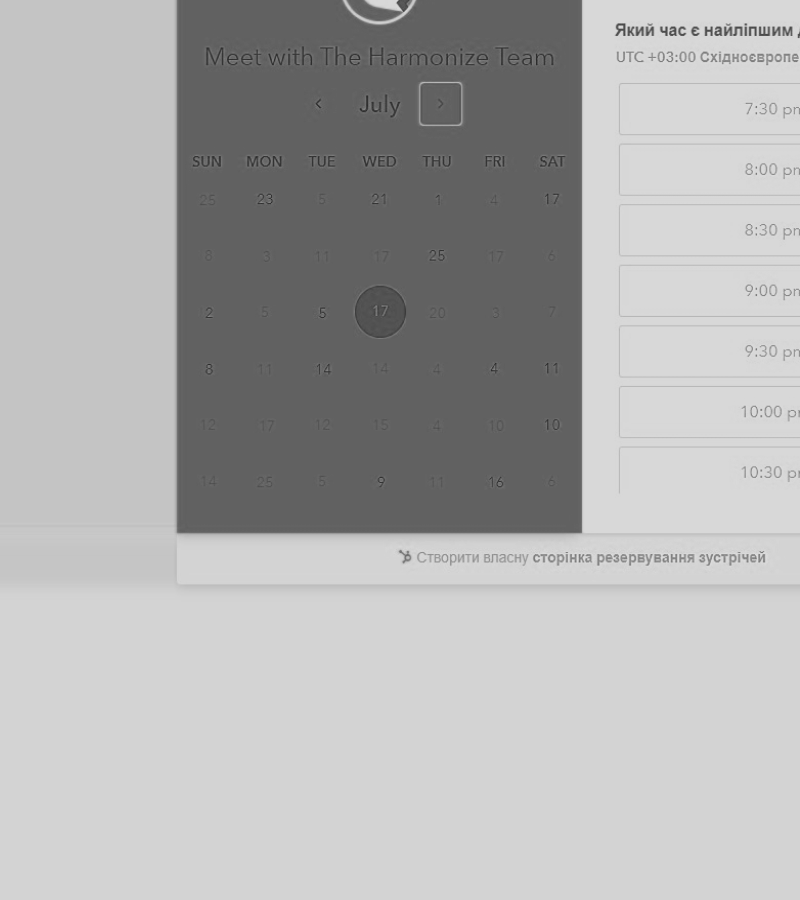 Meet with The Harmonize Team
July
SUN MON TUE WED THU FRI SAT
25 23 5 21 1 4 17
8 3 11 17 25 17 6
2 5 5 17 20 3 7
8 11 14 14 4 4 11
12 17 12 15 4 10 10
14 25 5 9 11 16 6
Який час є найліпшим
UTC +03:00 Східноєвропе
7:30 pm
8:00 pm
8:30 pm
9:00 pm
9:30 pm
10:00 pm
10:30 pm
Створити власну сторінка резервування зустрічей